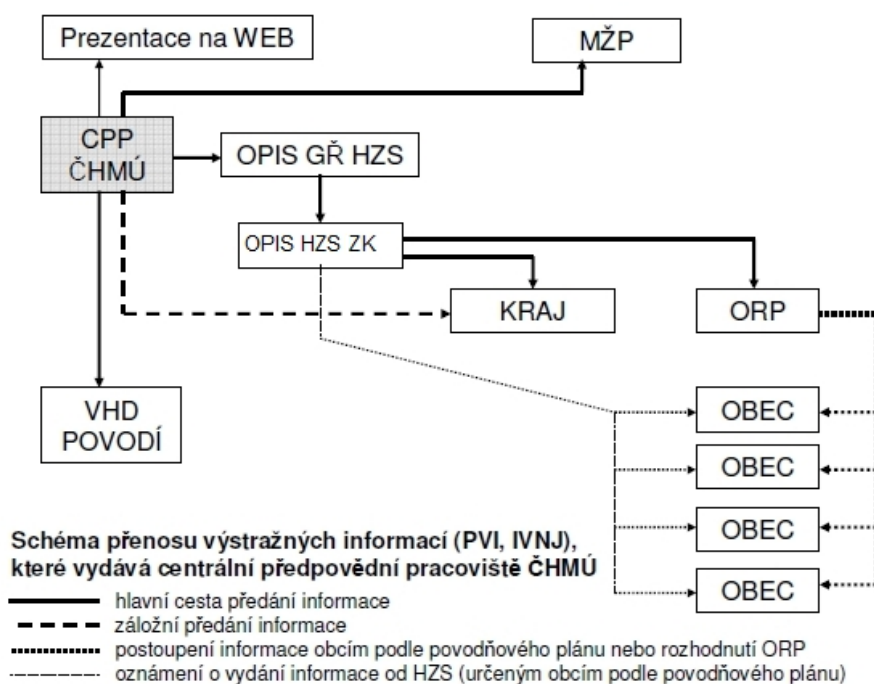 Prezentace na WEB
MŽP
CPP
ČHMÚ
OPIS GŘ HZS
OPIS HZS ZK
KRAJ
ORP
VHD
POVODÍ
OBEC
OBEC
OBEC
OBEC
Schéma přenosu výstražných informací (PVI, IVNJ),
které vydává centrální předpovědní pracoviště ČHMÚ
hlavní cesta předání informace
záložní předání informace
postoupení informace obcím podle povodňového plánu nebo rozhodnutí ORP
oznámení o vydání informace od HZS (určeným obcím podle povodňového plánu)